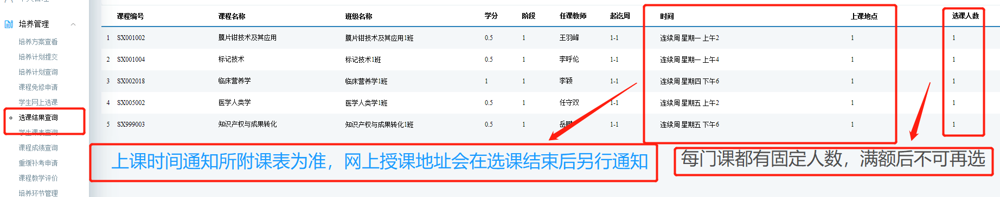 培养管理
培养方案查看
培养计划提交
培养计划查询
课程免修申请
学生网上选课
选课结果查询
学生课表查询
课程成绩查询
重缓补考申请
课程教学评价
培养环节管理
课程编号 课程名称 班级名称 学分 阶段 任课教师 起迄周 时间 上课地点 选课人数
1 SX001002 膜片钳技术及其应用 膜片钳技术及其应用1班 0.5 1 王羽峰 1-1 连续周 星期一 上午2 1 1
2 SX001004 标记技术 标记技术1班 0.5 1 李呼伦 1-1 连续周 星期一 上午4 1 1
3 SX002018 临床营养学 临床营养学1班 1 1 李颖 1-1 连续周 星期四 下午6 1 1
4 SX005002 医学人类学 医学人类学1班 0.5 1 任守双 1-1 连续周 星期五 上午2 1 1
5 SX999003 知识产权与成果转化 知识产权与成果转化1班 0.5 1 岳鹏 1-1 连续周 星期五 下午6 1 1
上课时间通知所附课表为准，网上授课地址会在选课结束后另行通知
每门课都有固定人数，满额后不可再选